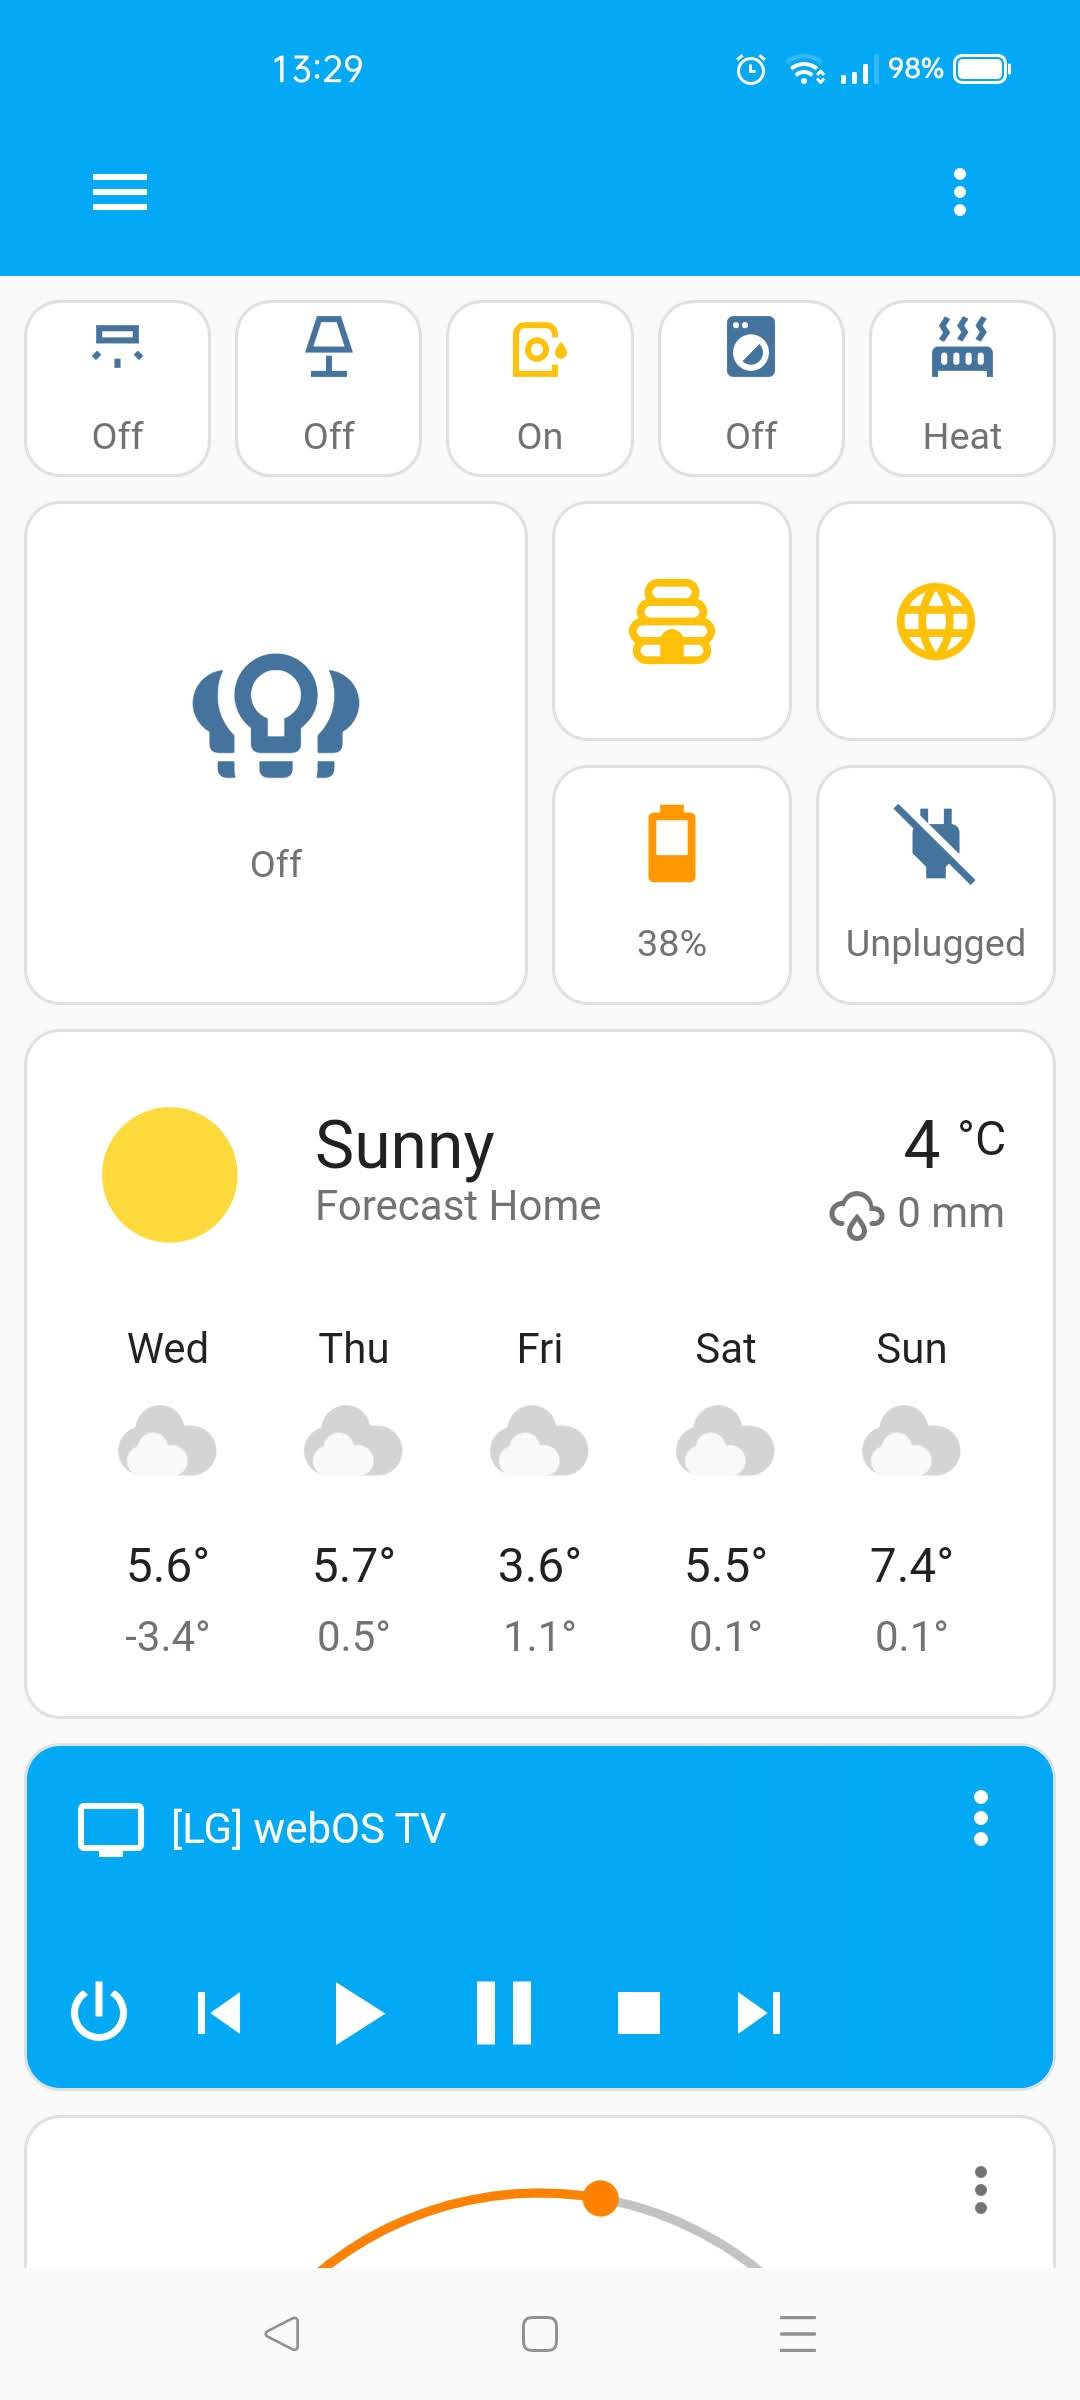 13:29 98%
Off Off On Off Heat
Off
38% Unplugged
Sunny 4 °C
Forecast Home 0 mm
Wed Thu Fri Sat Sun
5.6° 5.7° 3.6° 5.5° 7.4°
-3.4° 0.5° 1.1° 0.1° 0.1°
[LG] webOS TV